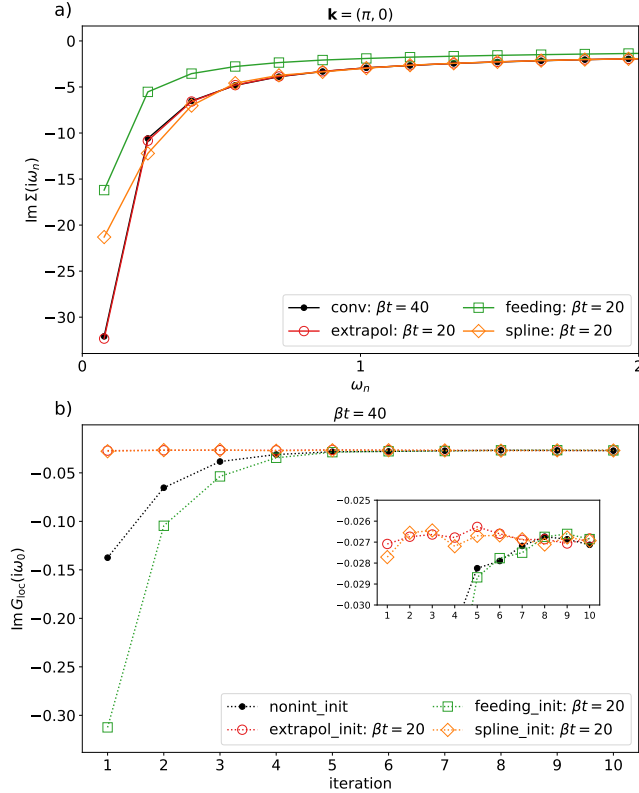 a)
k = (π, 0)
0
−5
−10
−15
−20
−25
−30
Im Σ(iωₙ)
conv: βt = 40
extrapol: βt = 20
feeding: βt = 20
spline: βt = 20
0
1
2
ωₙ
b)
βt = 40
−0.05
−0.10
−0.15
−0.20
−0.25
−0.30
Im G_loc(iω₀)
−0.025
−0.026
−0.027
−0.028
−0.029
−0.030
1 2 3 4 5 6 7 8 9 10
nonint_init
extrapol_init: βt = 20
feeding_init: βt = 20
spline_init: βt = 20
1 2 3 4 5 6 7 8 9 10
iteration